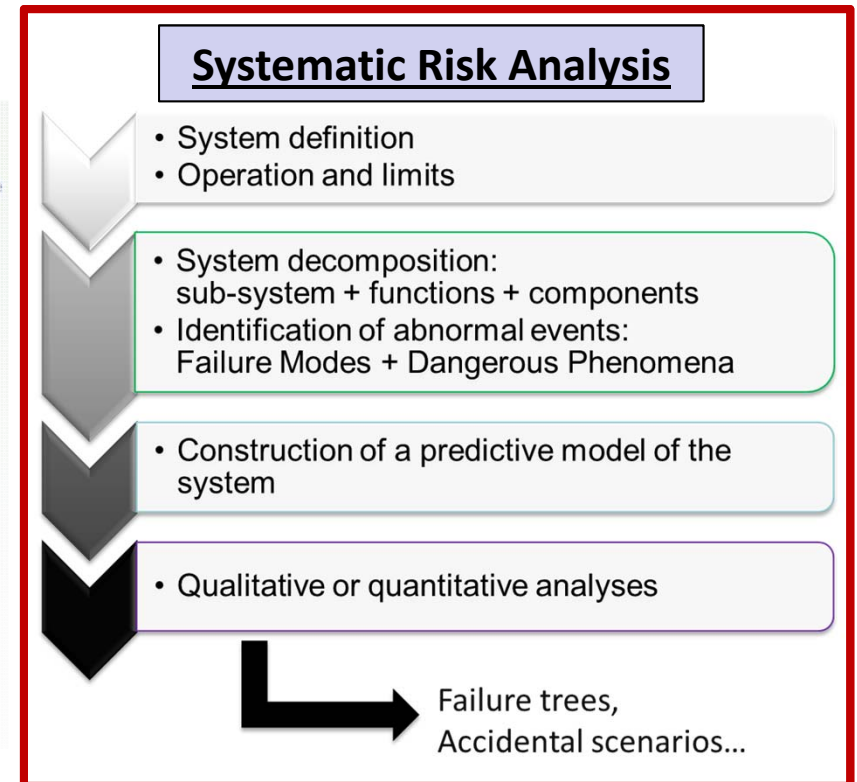 Systematic Risk Analysis
• System definition
• Operation and limits
• System decomposition:
sub-system + functions + components
• Identification of abnormal events:
Failure Modes + Dangerous Phenomena
• Construction of a predictive model of the
system
• Qualitative or quantitative analyses
Failure trees,
Accidental scenarios...